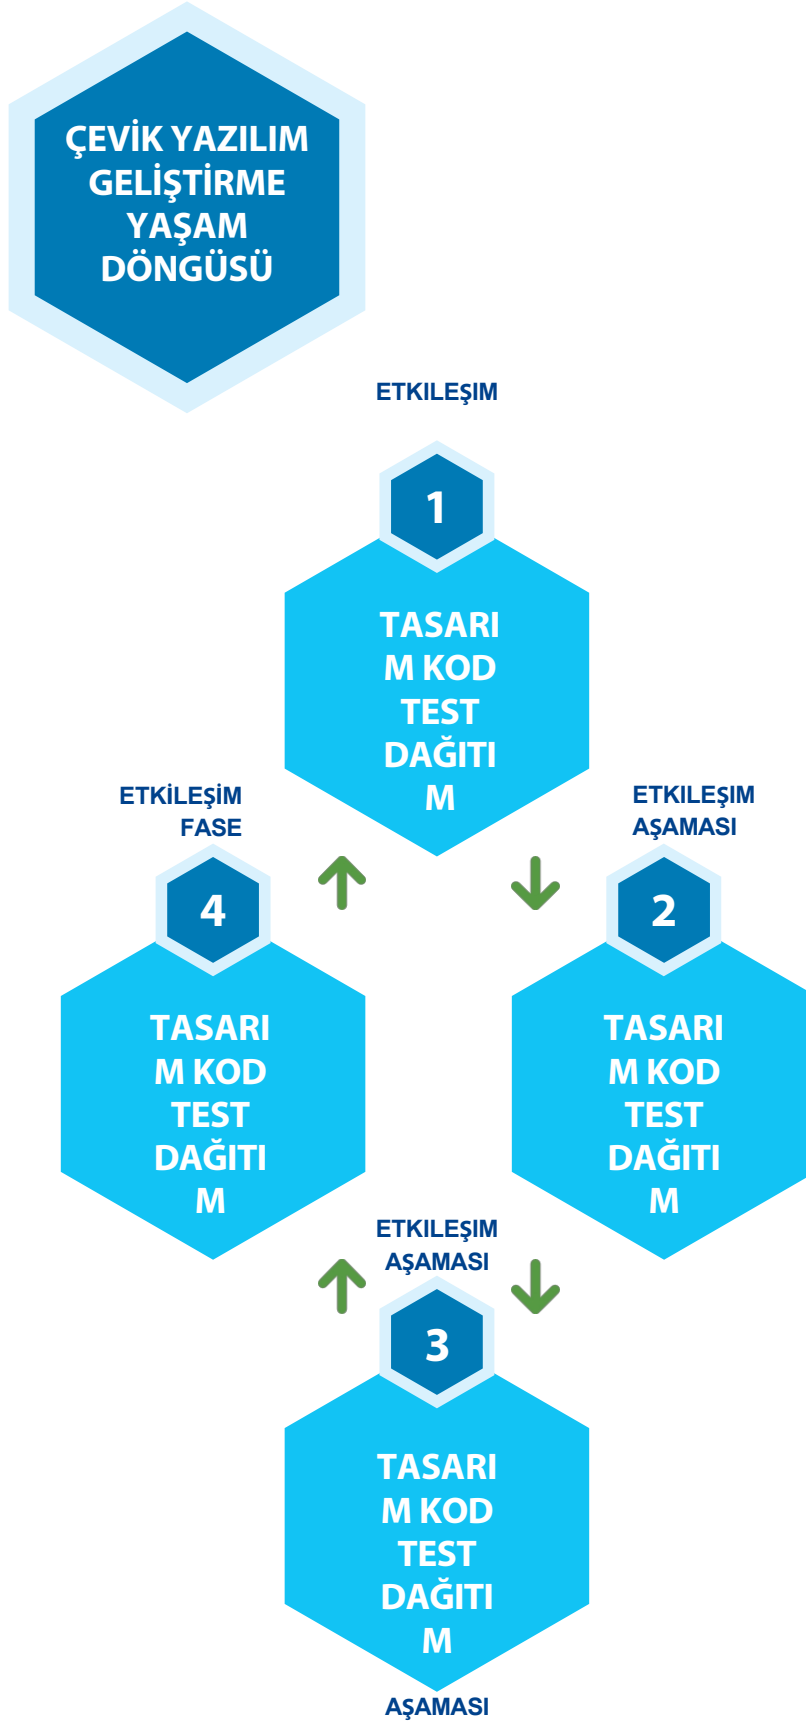 ÇEVİK YAZILIM
GELİŞTİRME
YAŞAM
DÖNGÜSÜ
ETKILEŞIM
1
TASARI
M KOD
TEST
DAĞITI
M
ETKİLEŞİM
FASE
4
TASARI
M KOD
TEST
DAĞITI
M
ETKILEŞIM
AŞAMASI
2
TASARI
M KOD
TEST
DAĞITI
M
ETKILEŞIM
AŞAMASI
3
TASARI
M KOD
TEST
DAĞITI
M
AŞAMASI